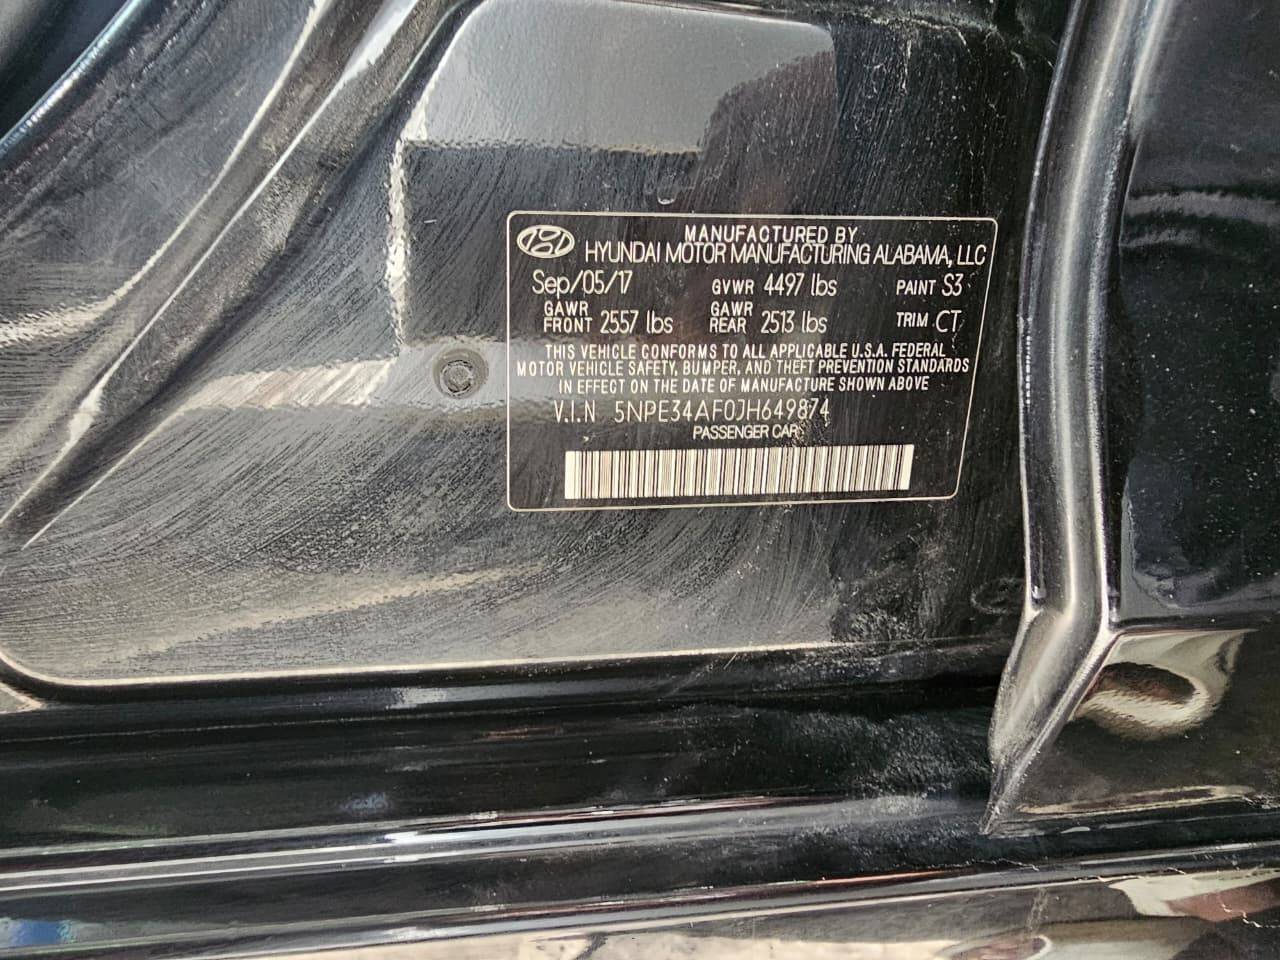 MANUFACTURED BY
HYUNDAI MOTOR MANUFACTURING ALABAMA, LLC
Sep/05/17 GVWR 4497 lbs PAINT S3
GAWR FRONT 2557 lbs GAWR REAR 2513 lbs TRIM CT
THIS VEHICLE CONFORMS TO ALL APPLICABLE U.S.A. FEDERAL
MOTOR VEHICLE SAFETY, BUMPER, AND THEFT PREVENTION STANDARDS
IN EFFECT ON THE DATE OF MANUFACTURE SHOWN ABOVE
V.I.N 5NPE34AF0JH649874
PASSENGER CAR